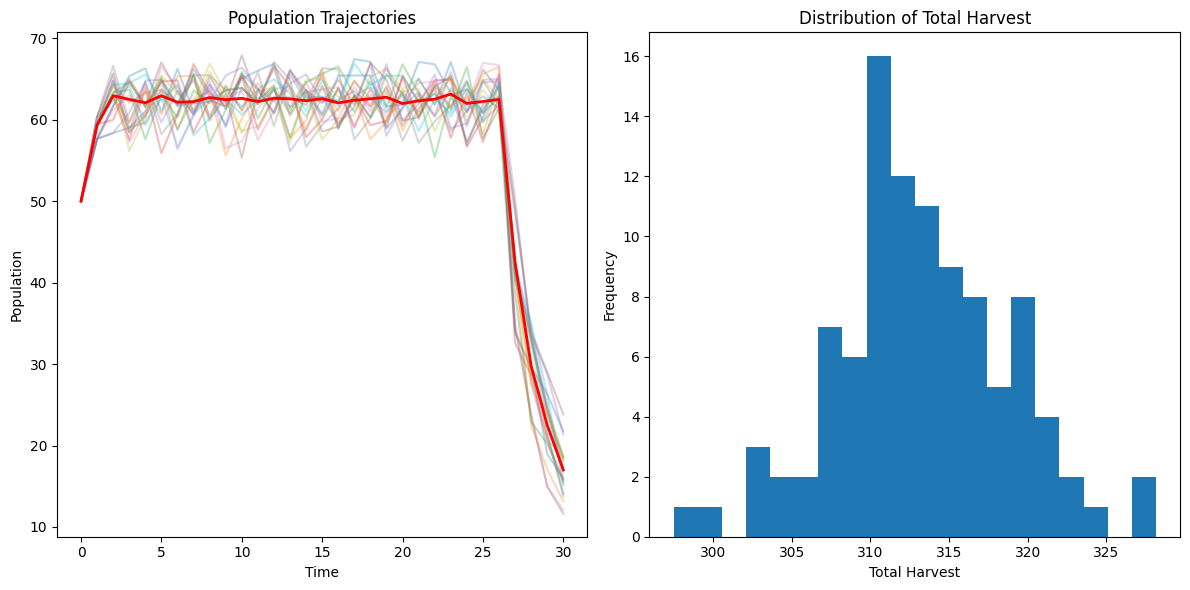 Population Trajectories
70
60
50
40
30
20
10
Population
0 5 10 15 20 25 30
Time
Distribution of Total Harvest
16
14
12
10
8
6
4
2
0
Frequency
300 305 310 315 320 325
Total Harvest